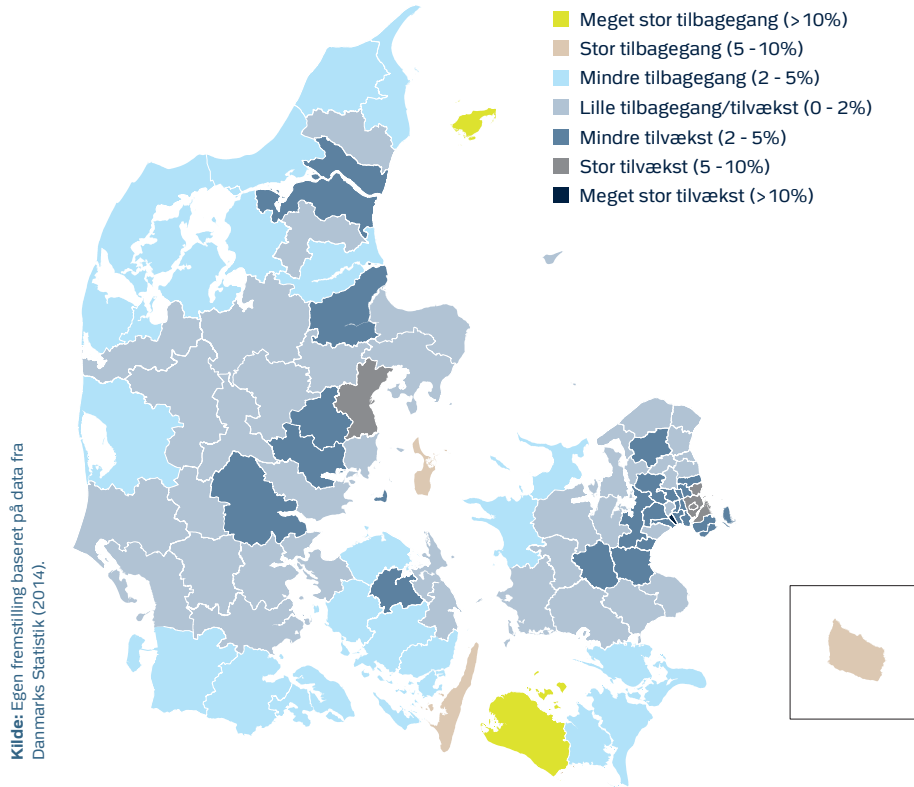 Meget stor tilbagegang (>10%)
Stor tilbagegang (5 - 10%)
Mindre tilbagegang (2 - 5%)
Lille tilbagegang/tilvækst (0 - 2%)
Mindre tilvækst (2 - 5%)
Stor tilvækst (5 - 10%)
Meget stor tilvækst (>10%)
Kilde: Egen fremstilling baseret på data fra
Danmarks Statistik (2014).